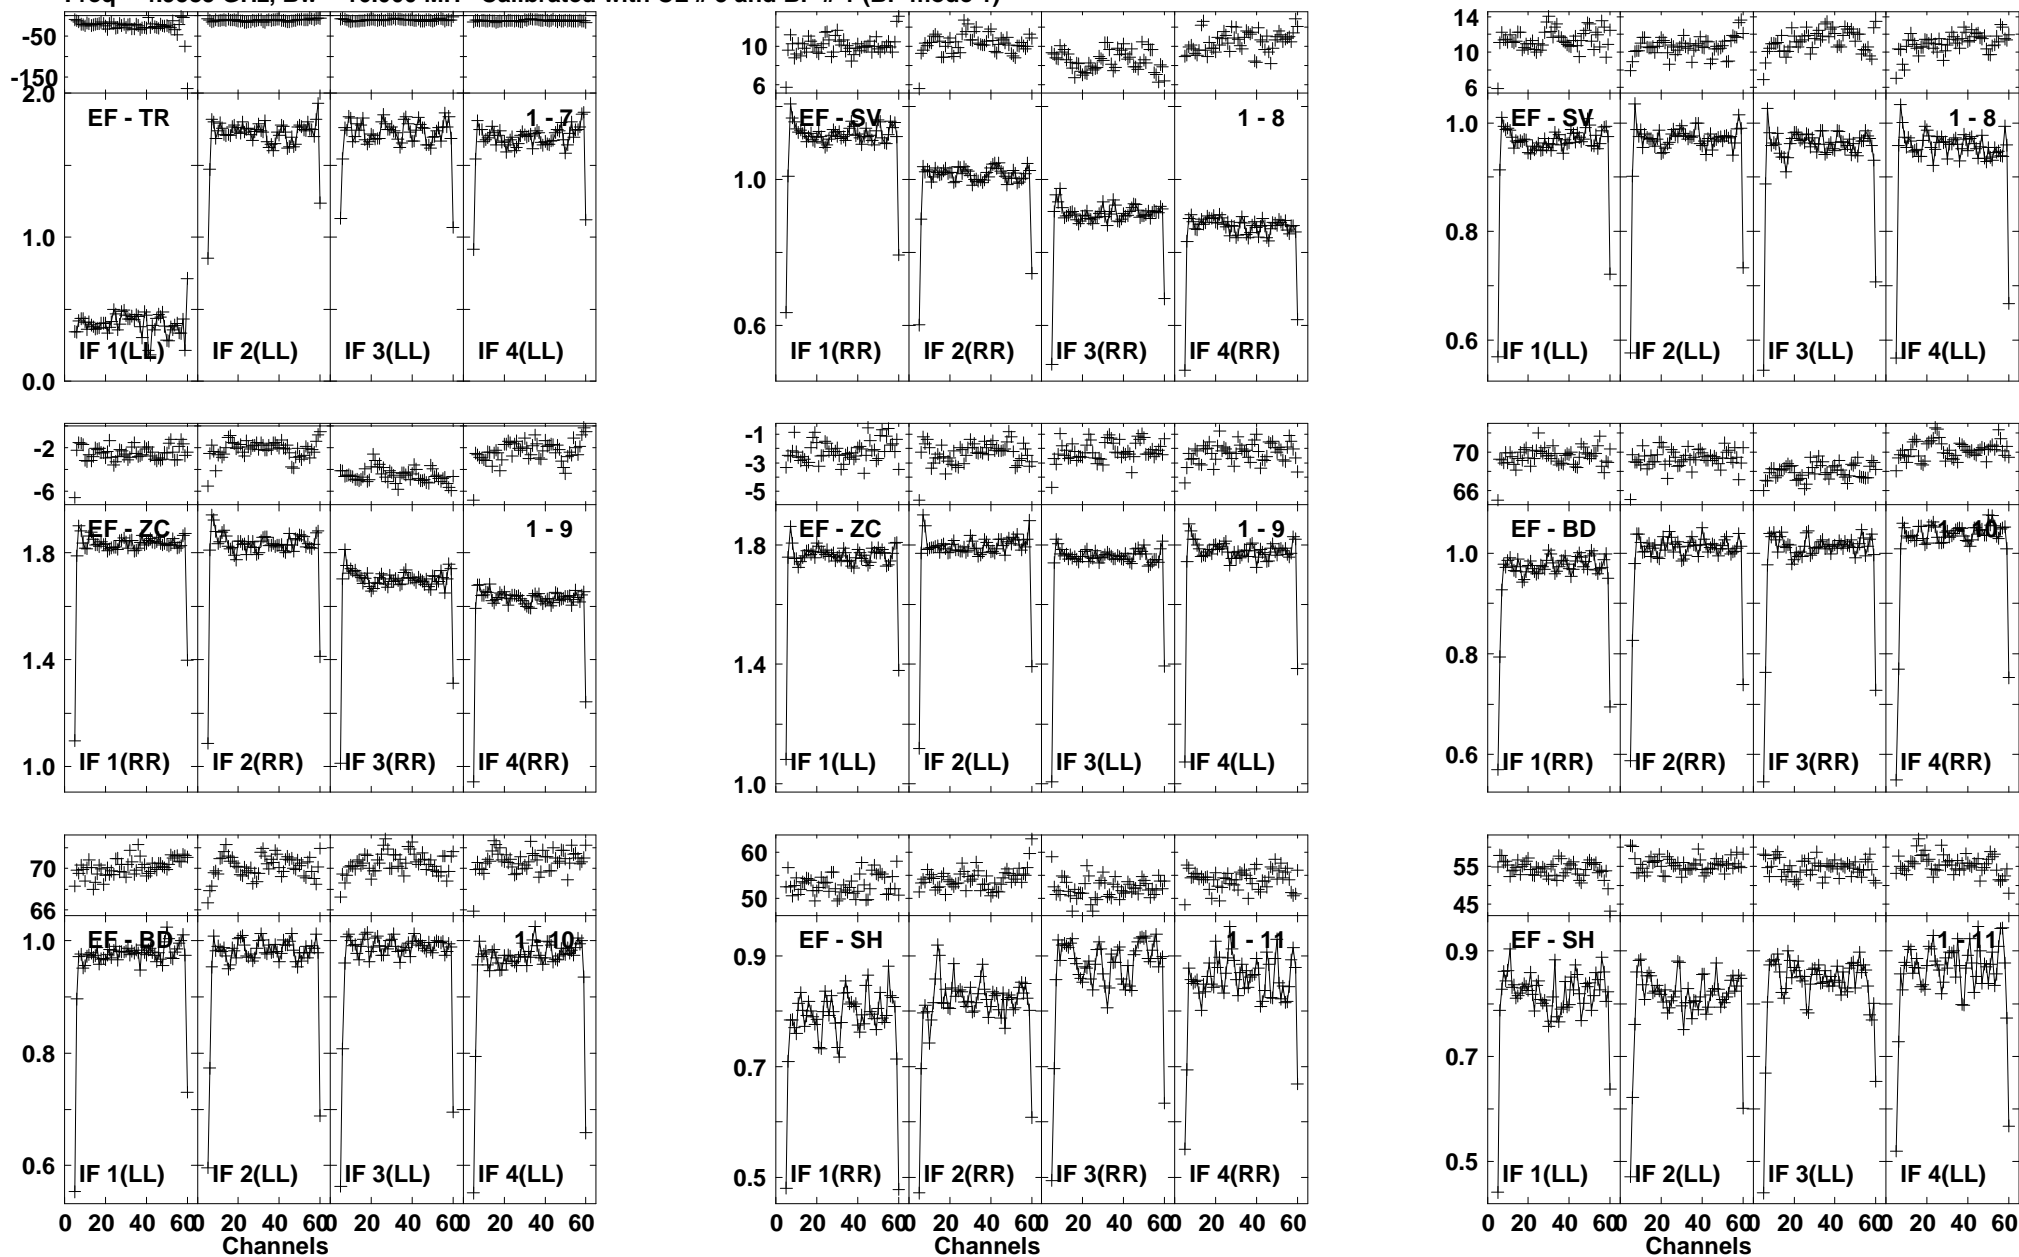 -50
-150
2.0
1.0
0.0
EF - TR
1 - 7
IF 1(LL)
IF 2(LL)
IF 3(LL)
IF 4(LL)
10
6
1.0
0.6
EF - SV
1 - 8
IF 1(RR)
IF 2(RR)
IF 3(RR)
IF 4(RR)
14
10
6
1.0
0.8
0.6
EF - SV
1 - 8
IF 1(LL)
IF 2(LL)
IF 3(LL)
IF 4(LL)
-2
-6
1.8
1.4
1.0
EF - ZC
1 - 9
IF 1(RR)
IF 2(RR)
IF 3(RR)
IF 4(RR)
-1
-3
-5
1.8
1.4
1.0
EF - ZC
1 - 9
IF 1(LL)
IF 2(LL)
IF 3(LL)
IF 4(LL)
70
66
1.0
0.8
0.6
EF - BD
1 - 10
IF 1(RR)
IF 2(RR)
IF 3(RR)
IF 4(RR)
70
66
1.0
0.8
0.6
EF - BD
1 - 10
IF 1(LL)
IF 2(LL)
IF 3(LL)
IF 4(LL)
0 20 40 60 0 20 40 60 0 20 40 60 0 20 40 60
Channels
60
50
0.9
0.7
0.5
EF - SH
1 - 11
IF 1(RR)
IF 2(RR)
IF 3(RR)
IF 4(RR)
0 20 40 60 0 20 40 60 0 20 40 60 0 20 40 60
Channels
55
45
0.9
0.7
0.5
EF - SH
1 - 11
IF 1(LL)
IF 2(LL)
IF 3(LL)
IF 4(LL)
0 20 40 60 0 20 40 60 0 20 40 60 0 20 40 60
Channels